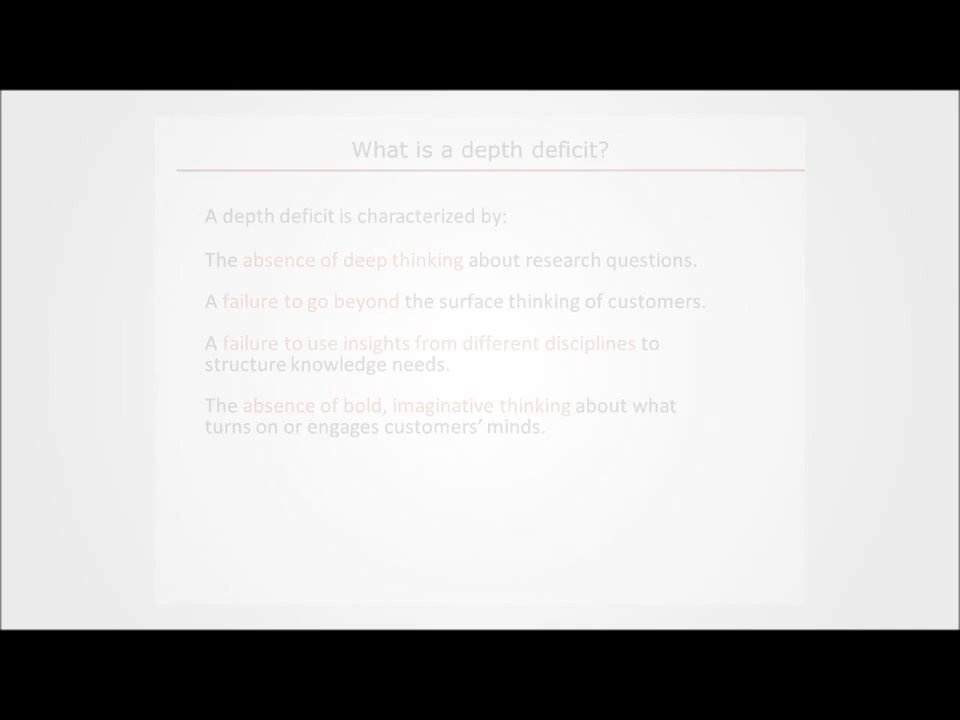 What is a depth deficit?
A depth deficit is characterized by:
The absence of deep thinking about research questions.
A failure to go beyond the surface thinking of customers.
A failure to use insights from different disciplines to
structure knowledge needs.
The absence of bold, imaginative thinking about what
turns on or engages customers’ minds.